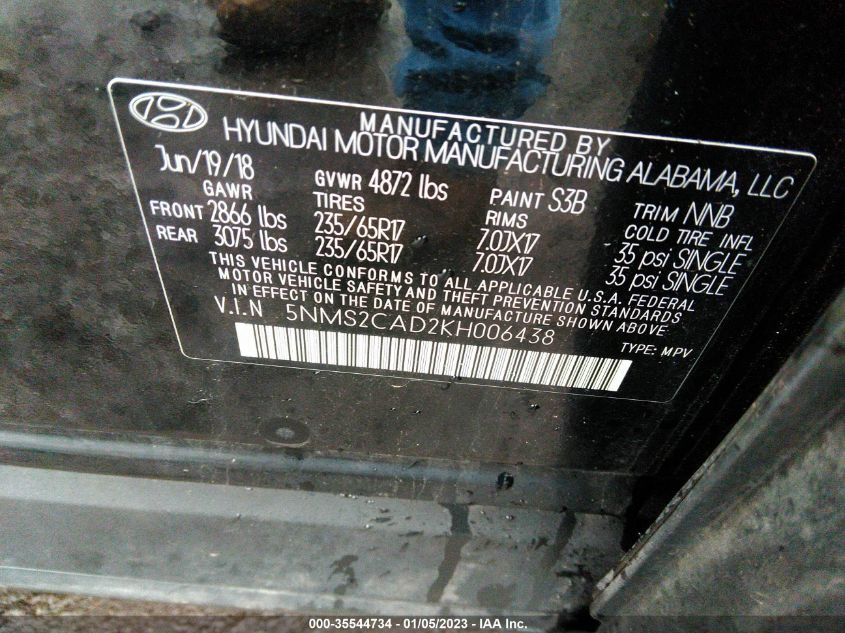 MANUFACTURED BY
HYUNDAI MOTOR MANUFACTURING ALABAMA, LLC
Jun/19/18 GVWR 4872 lbs PAINT S3B TRIM NNB
GAWR TIRES RIMS COLD TIRE INFL
FRONT 2866 lbs 235/65R17 7.0JX17 35 psi SINGLE
REAR 3075 lbs 235/65R17 7.0JX17 35 psi SINGLE
THIS VEHICLE CONFORMS TO ALL APPLICABLE U.S.A. FEDERAL
MOTOR VEHICLE SAFETY AND THEFT PREVENTION STANDARDS
IN EFFECT ON THE DATE OF MANUFACTURE SHOWN ABOVE
V.I.N 5NMS2CAD2KH006438
TYPE: MPV
000-35544734 — 01/05/2023 — IAA Inc.